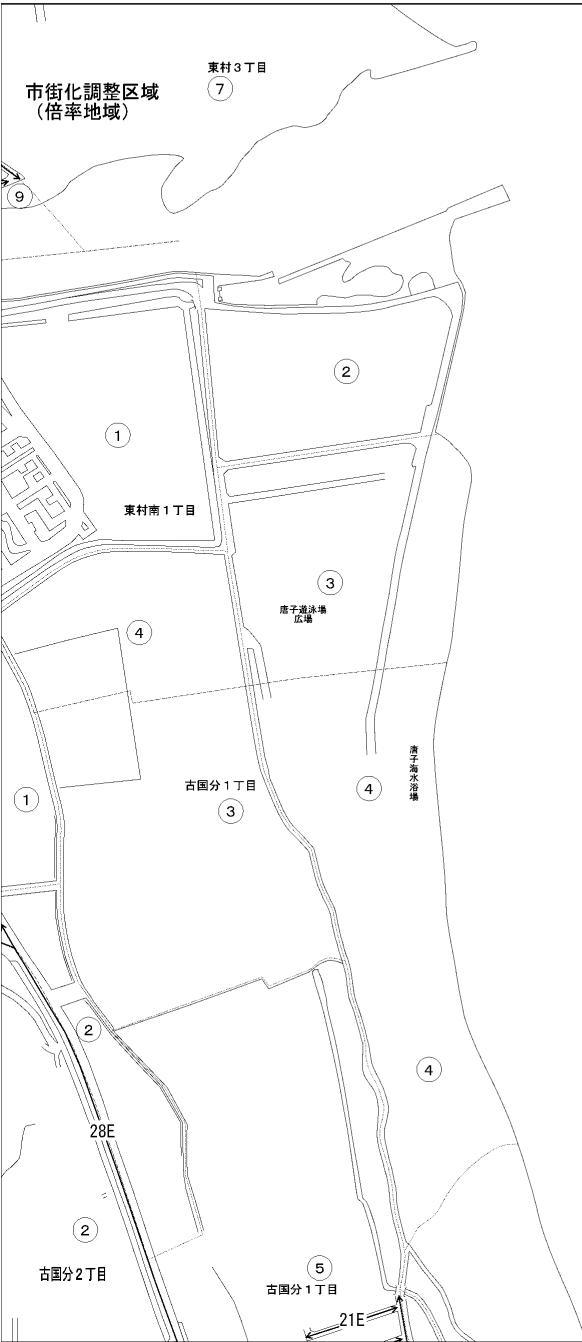 東村３丁目
⑦
市街化調整区域
（倍率地域）
⑨
②
①
東村南１丁目
③
唐子遊泳場
広場
④
唐子海水浴場
古国分１丁目
④
①
③
②
④
28E
②
古国分２丁目
⑤
古国分１丁目
21E